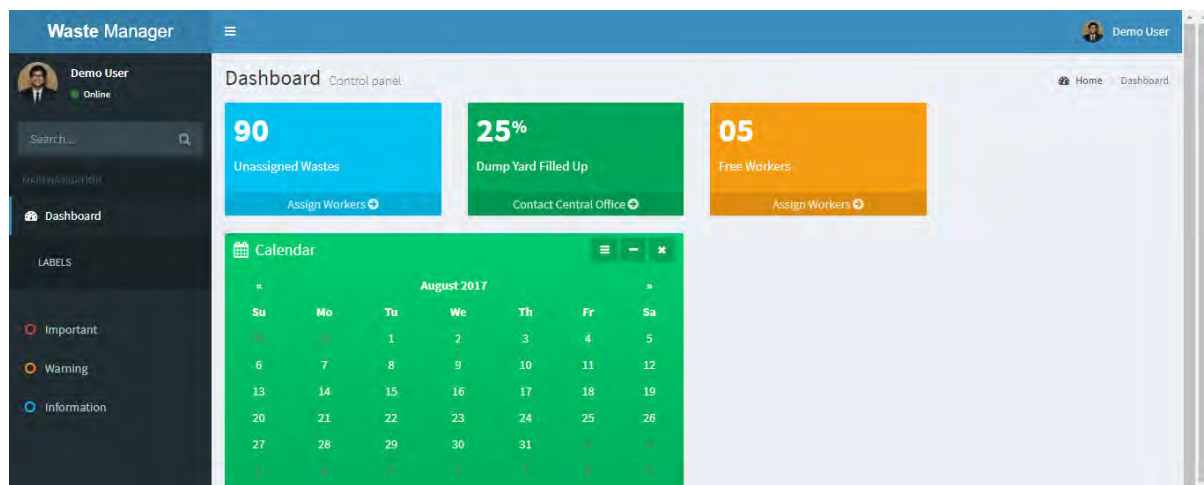 Waste Manager
Demo User
Demo User
Online
Search...
Dashboard
LABELS
Important
Warning
Information
Dashboard Control panel
Home Dashboard
90
Unassigned Wastes
Assign Workers
25%
Dump Yard Filled Up
Contact Central Office
05
Free Workers
Assign Workers
Calendar
« August 2017 »
Su Mo Tu We Th Fr Sa
1 2 3 4 5
6 7 8 9 10 11 12
13 14 15 16 17 18 19
20 21 22 23 24 25 26
27 28 29 30 31